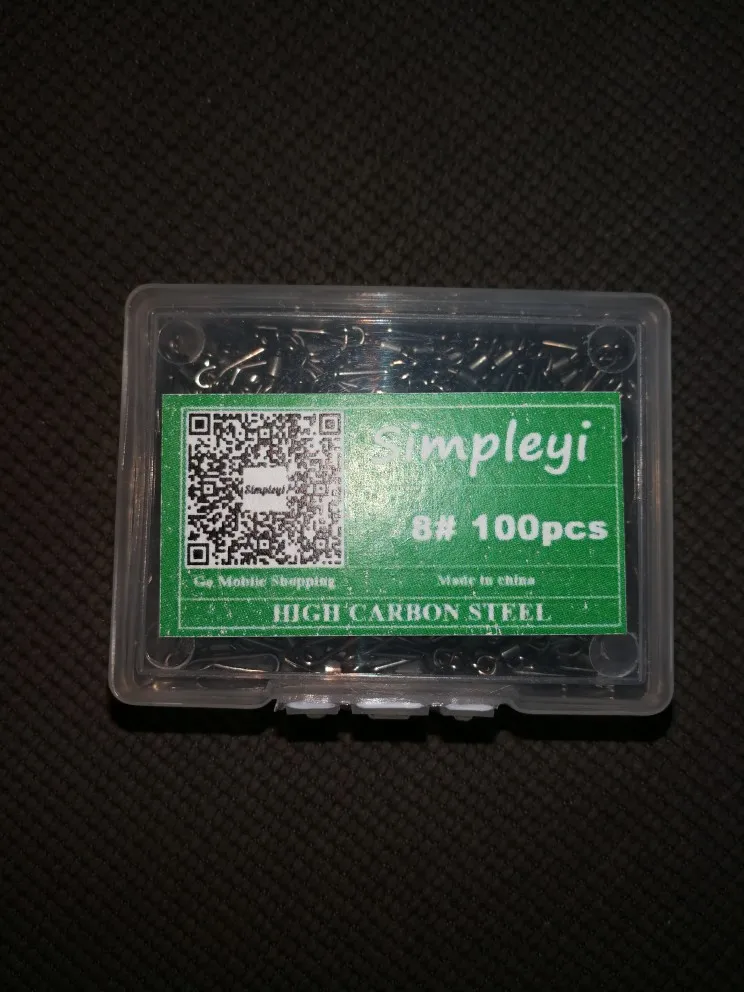 Simpleyi
Simpleyi
8# 100pcs
Go Mobile Shopping
Made in china
HIGH CARBON STEEL